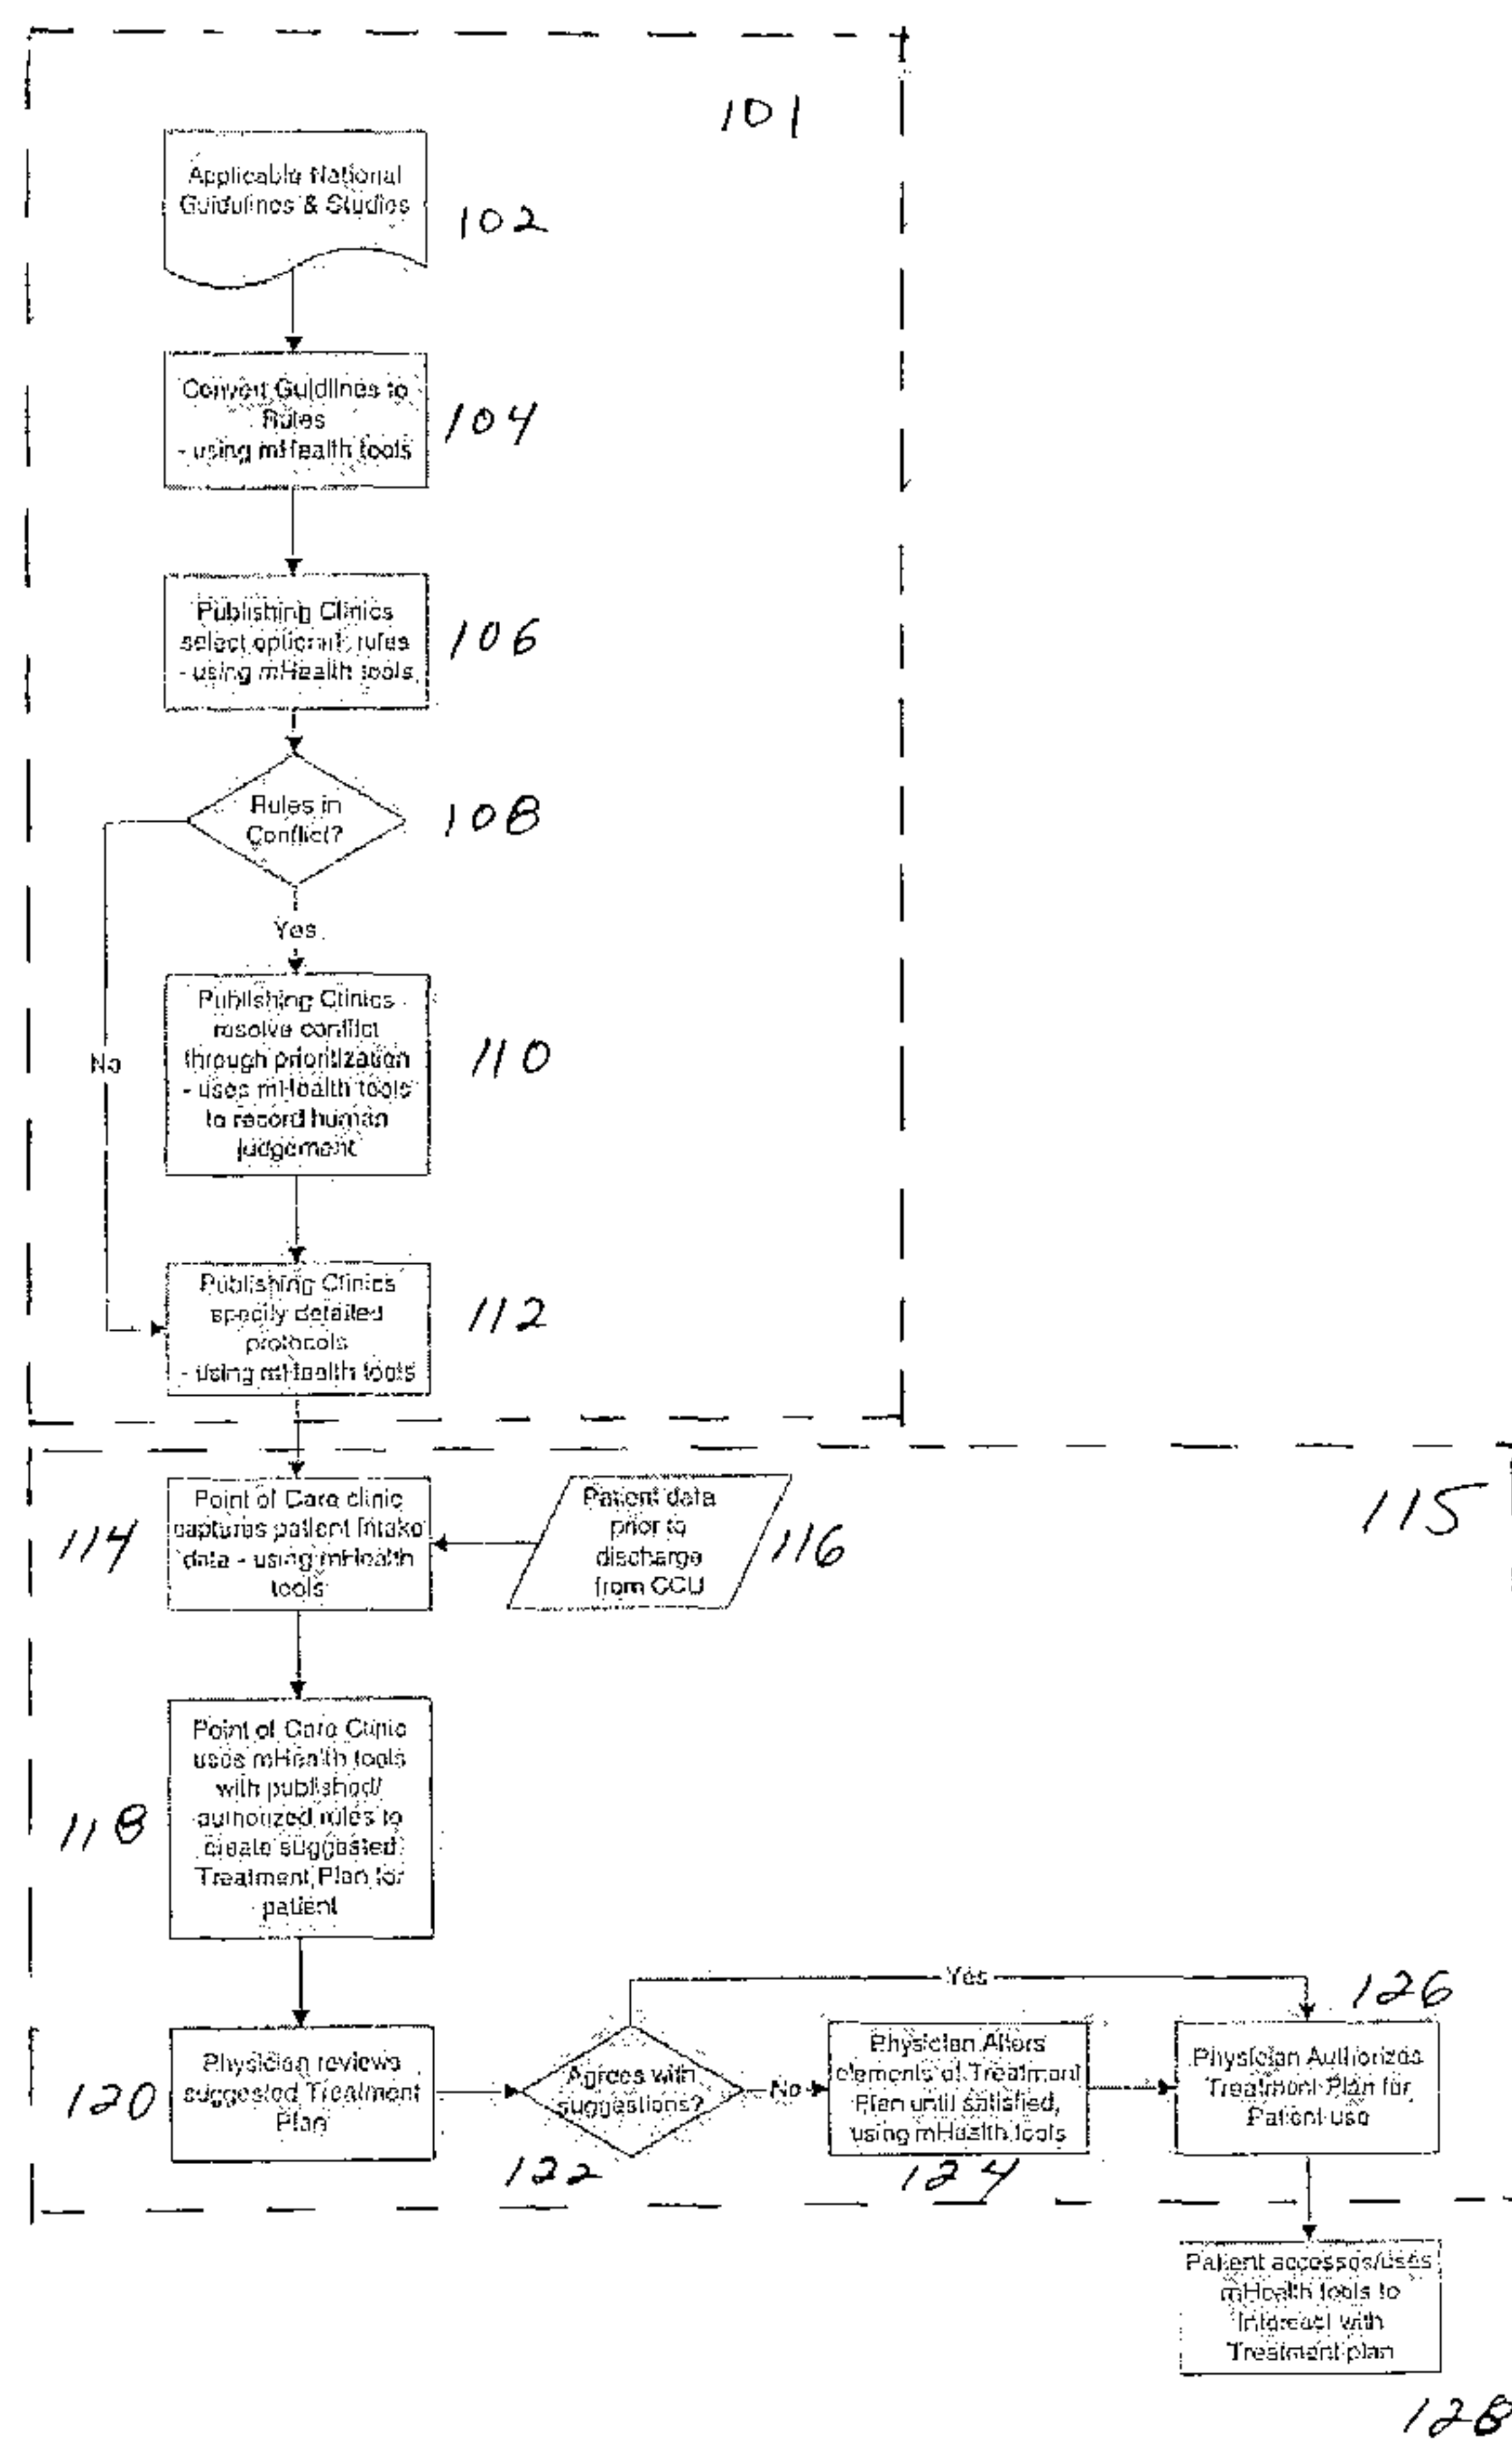 101
Applicable National
Guidelines & Studies
102
Convert Guidlines to
Rules
- using mHealth tools
104
Publishing Clinics
select optional rules
- using mHealth tools
106
Rules in
Conflict?
108
Yes
No
Publishing Clinics
resolve conflict
through prioritization
- uses mHealth tools
to record human
judgement
110
Publishing Clinics
specify detailed
protocols
- using mHealth tools
112
115
114
Point of Care clinic
captures patient intake
data - using mHealth
tools
Patient data
prior to
discharge
from CCU
116
118
Point of Care Clinic
uses mHealth tools
with published/
authorized rules to
create suggested
Treatment Plan for
patient
120
Physician reviews
suggested Treatment
Plan
Agrees with
suggestions?
122
Yes
No
Physician Alters
elements of Treatment
Plan until satisfied,
using mHealth tools
124
126
Physician Authorizes
Treatment Plan for
Patient use
Patient accesses/uses
mHealth tools to
Intereact with
Treatment plan
128